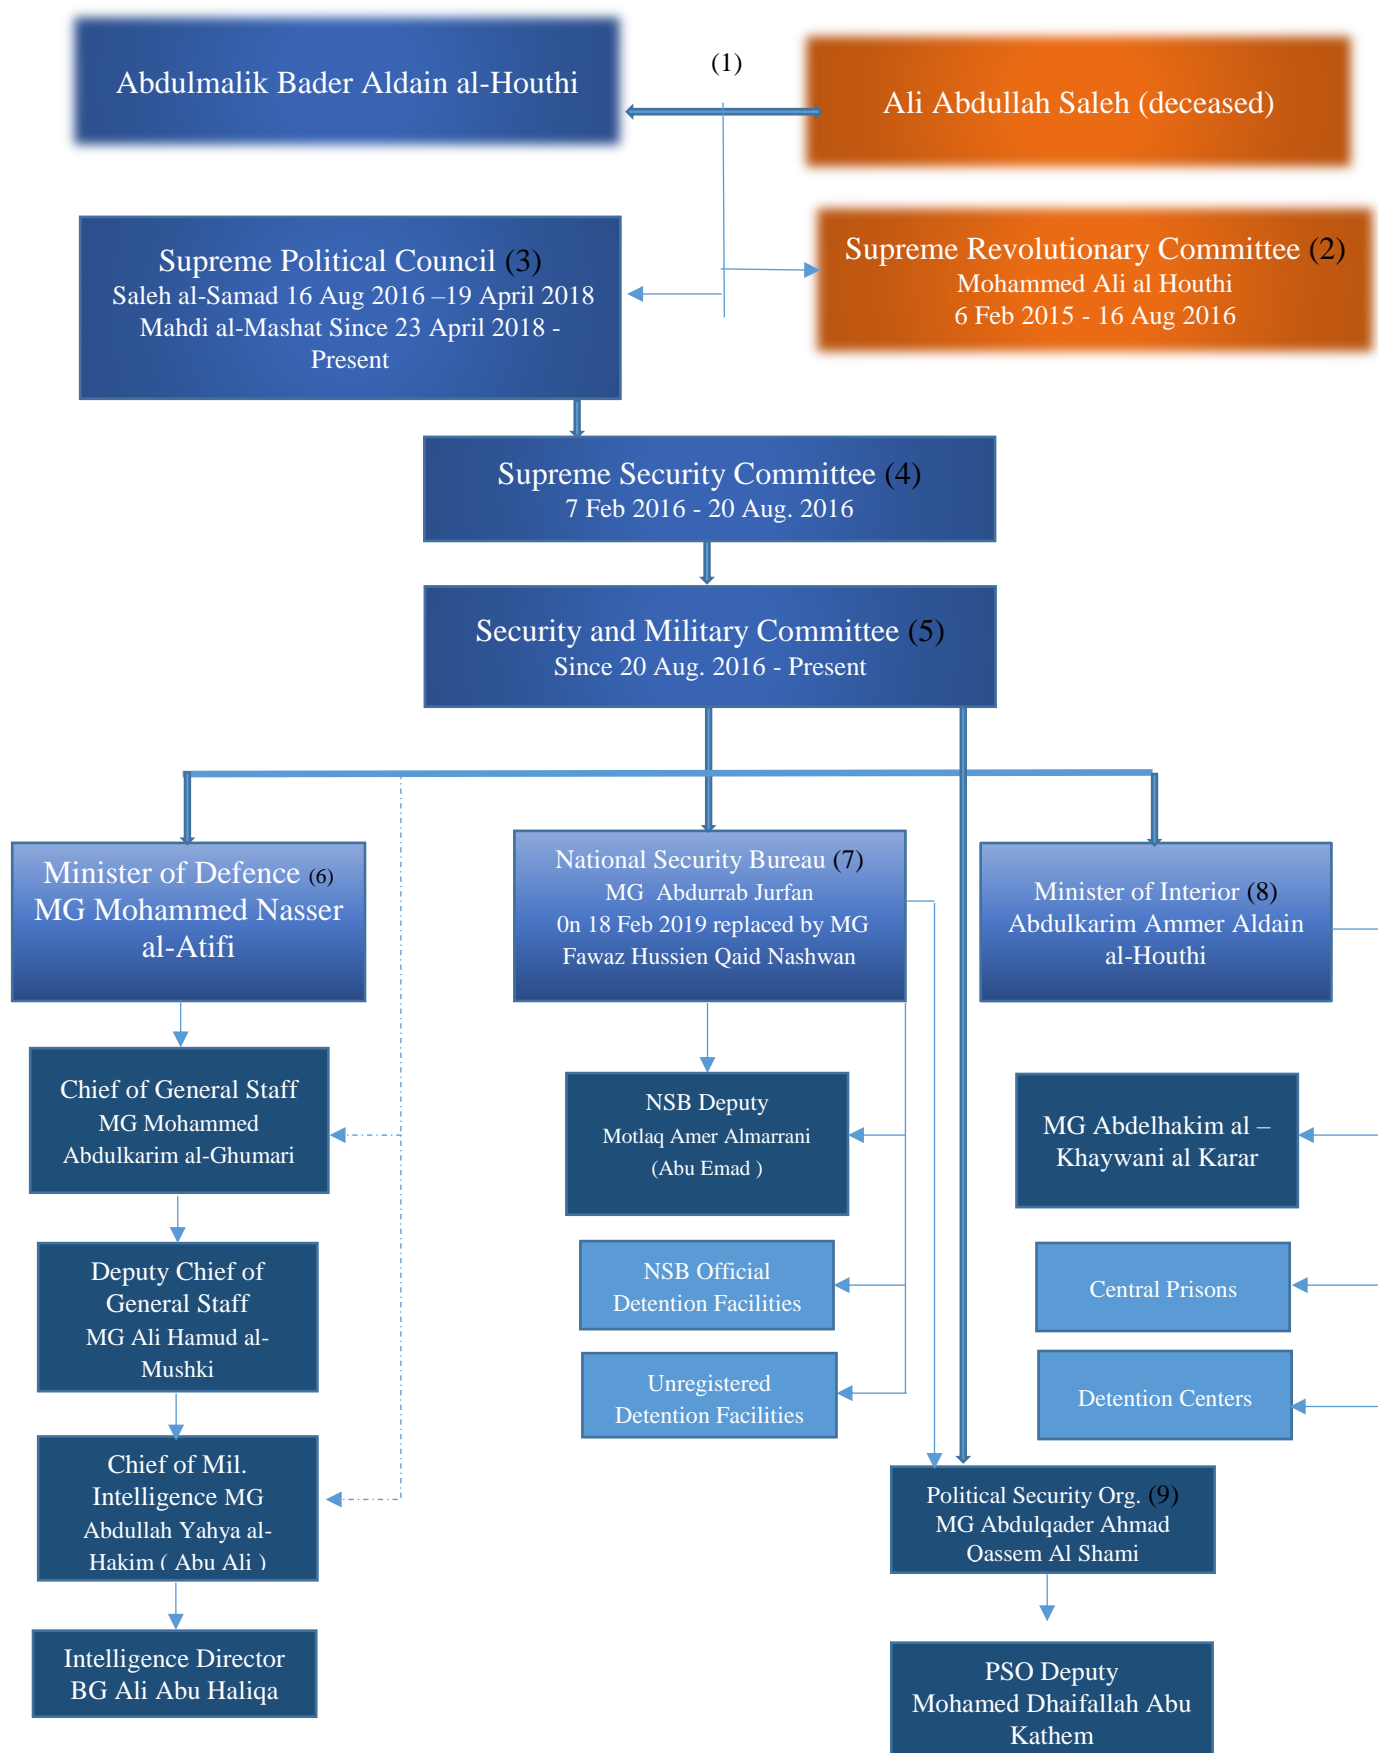 Abdulmalik Bader Aldain al-Houthi
(1)
Ali Abdullah Saleh (deceased)
Supreme Political Council (3)
Saleh al-Samad 16 Aug 2016 –19 April 2018
Mahdi al-Mashat Since 23 April 2018 -
Present
Supreme Revolutionary Committee (2)
Mohammed Ali al Houthi
6 Feb 2015 - 16 Aug 2016
Supreme Security Committee (4)
7 Feb 2016 - 20 Aug. 2016
Security and Military Committee (5)
Since 20 Aug. 2016 - Present
Minister of Defence (6)
MG Mohammed Nasser
al-Atifi
National Security Bureau (7)
MG Abdurrab Jurfan
0n 18 Feb 2019 replaced by MG
Fawaz Hussien Qaid Nashwan
Minister of Interior (8)
Abdulkarim Ammer Aldain
al-Houthi
Chief of General Staff
MG Mohammed
Abdulkarim al-Ghumari
NSB Deputy
Motlaq Amer Almarrani
(Abu Emad )
MG Abdelhakim al –
Khaywani al Karar
Deputy Chief of
General Staff
MG Ali Hamud al-
Mushki
NSB Official
Detention Facilities
Central Prisons
Unregistered
Detention Facilities
Detention Centers
Chief of Mil.
Intelligence MG
Abdullah Yahya al-
Hakim ( Abu Ali )
Political Security Org. (9)
MG Abdulqader Ahmad
Qassem Al Shami
Intelligence Director
BG Ali Abu Haliqa
PSO Deputy
Mohamed Dhaifallah Abu
Kathem